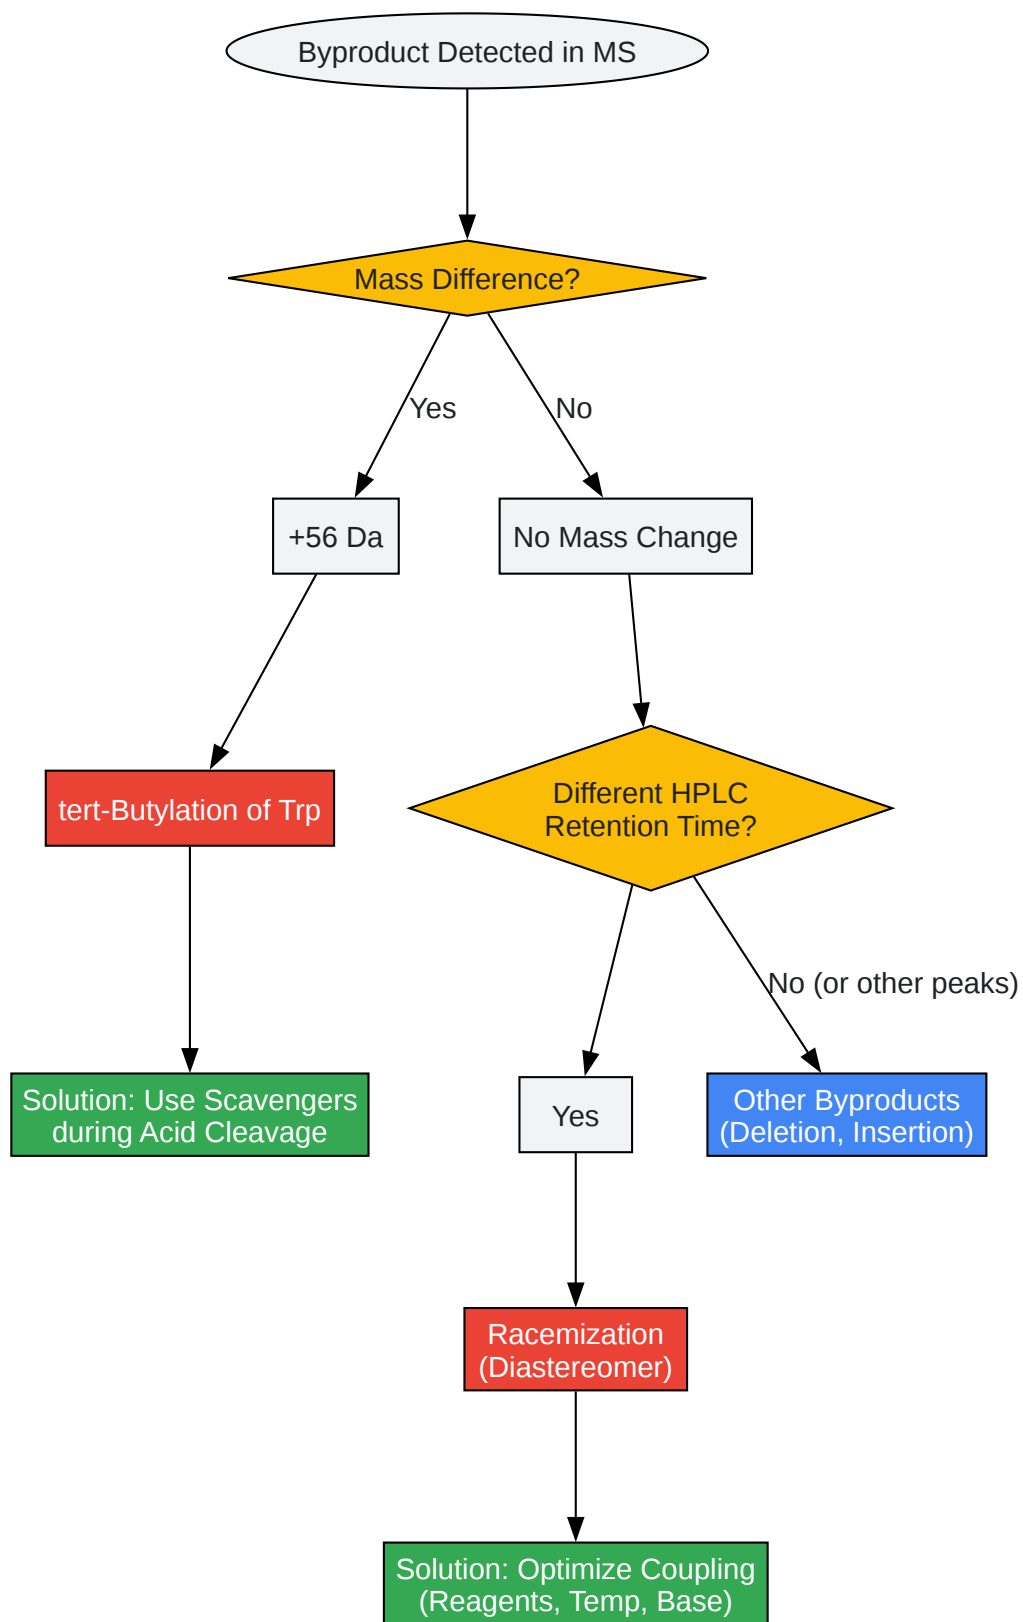 Byproduct Detected in MS
Mass Difference?
Yes
No
+56 Da
No Mass Change
tert-Butylation of Trp
Different HPLC
Retention Time?
No (or other peaks)
Solution: Use Scavengers
during Acid Cleavage
Yes
Other Byproducts
(Deletion, Insertion)
Racemization
(Diastereomer)
Solution: Optimize Coupling
(Reagents, Temp, Base)